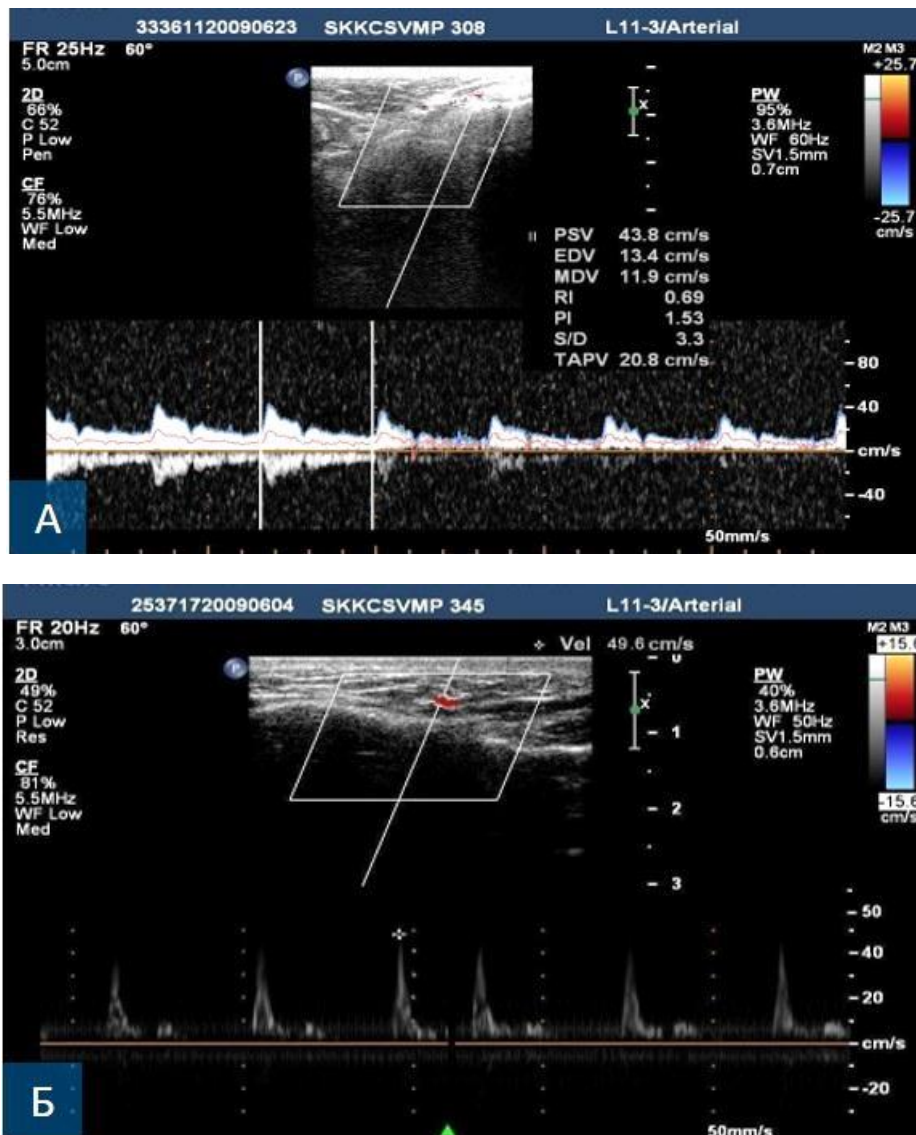 33361120090623 SKKCSVMP 308 L11-3/Arterial
FR 25Hz 60°
5.0cm
2D
66%
C 52
P Low
Pen
CF
76%
5.5MHz
WF Low
Med
P
x
PW
95%
3.6MHz
WF 60Hz
SV1.5mm
0.7cm
M2 M3
+25.7
-25.7
cm/s
PSV 43.8 cm/s
EDV 13.4 cm/s
MDV 11.9 cm/s
RI 0.69
PI 1.53
S/D 3.3
TAPV 20.8 cm/s
80
40
cm/s
-40
50mm/s
А
25371720090604 SKKCSVMP 345 L11-3/Arterial
FR 20Hz 60°
3.0cm
2D
49%
C 52
P Low
Res
CF
81%
5.5MHz
WF Low
Med
P
Vel 49.6 cm/s
0
x
1
2
3
PW
40%
3.6MHz
WF 50Hz
SV1.5mm
0.6cm
M2 M3
+15.6
-15.6
cm/s
50
40
20
cm/s
-20
50mm/s
Б